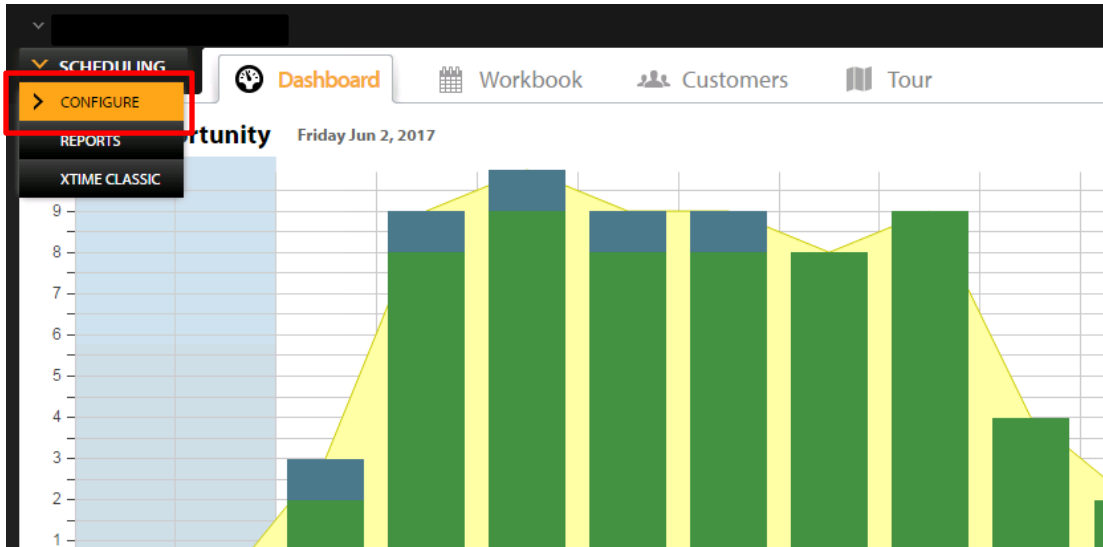 SCHEDULING
Dashboard Workbook Customers Tour
CONFIGURE
REPORTS
rtunity Friday Jun 2, 2017
XTIME CLASSIC
9
8
7
6
5
4
3
2
1